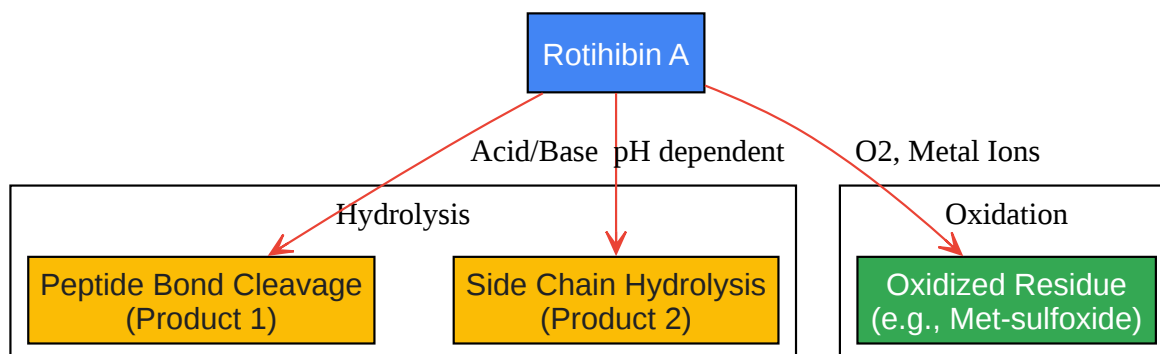 Rotihibin A
Acid/Base
pH dependent
O2, Metal Ions
Hydrolysis
Oxidation
Peptide Bond Cleavage
(Product 1)
Side Chain Hydrolysis
(Product 2)
Oxidized Residue
(e.g., Met-sulfoxide)